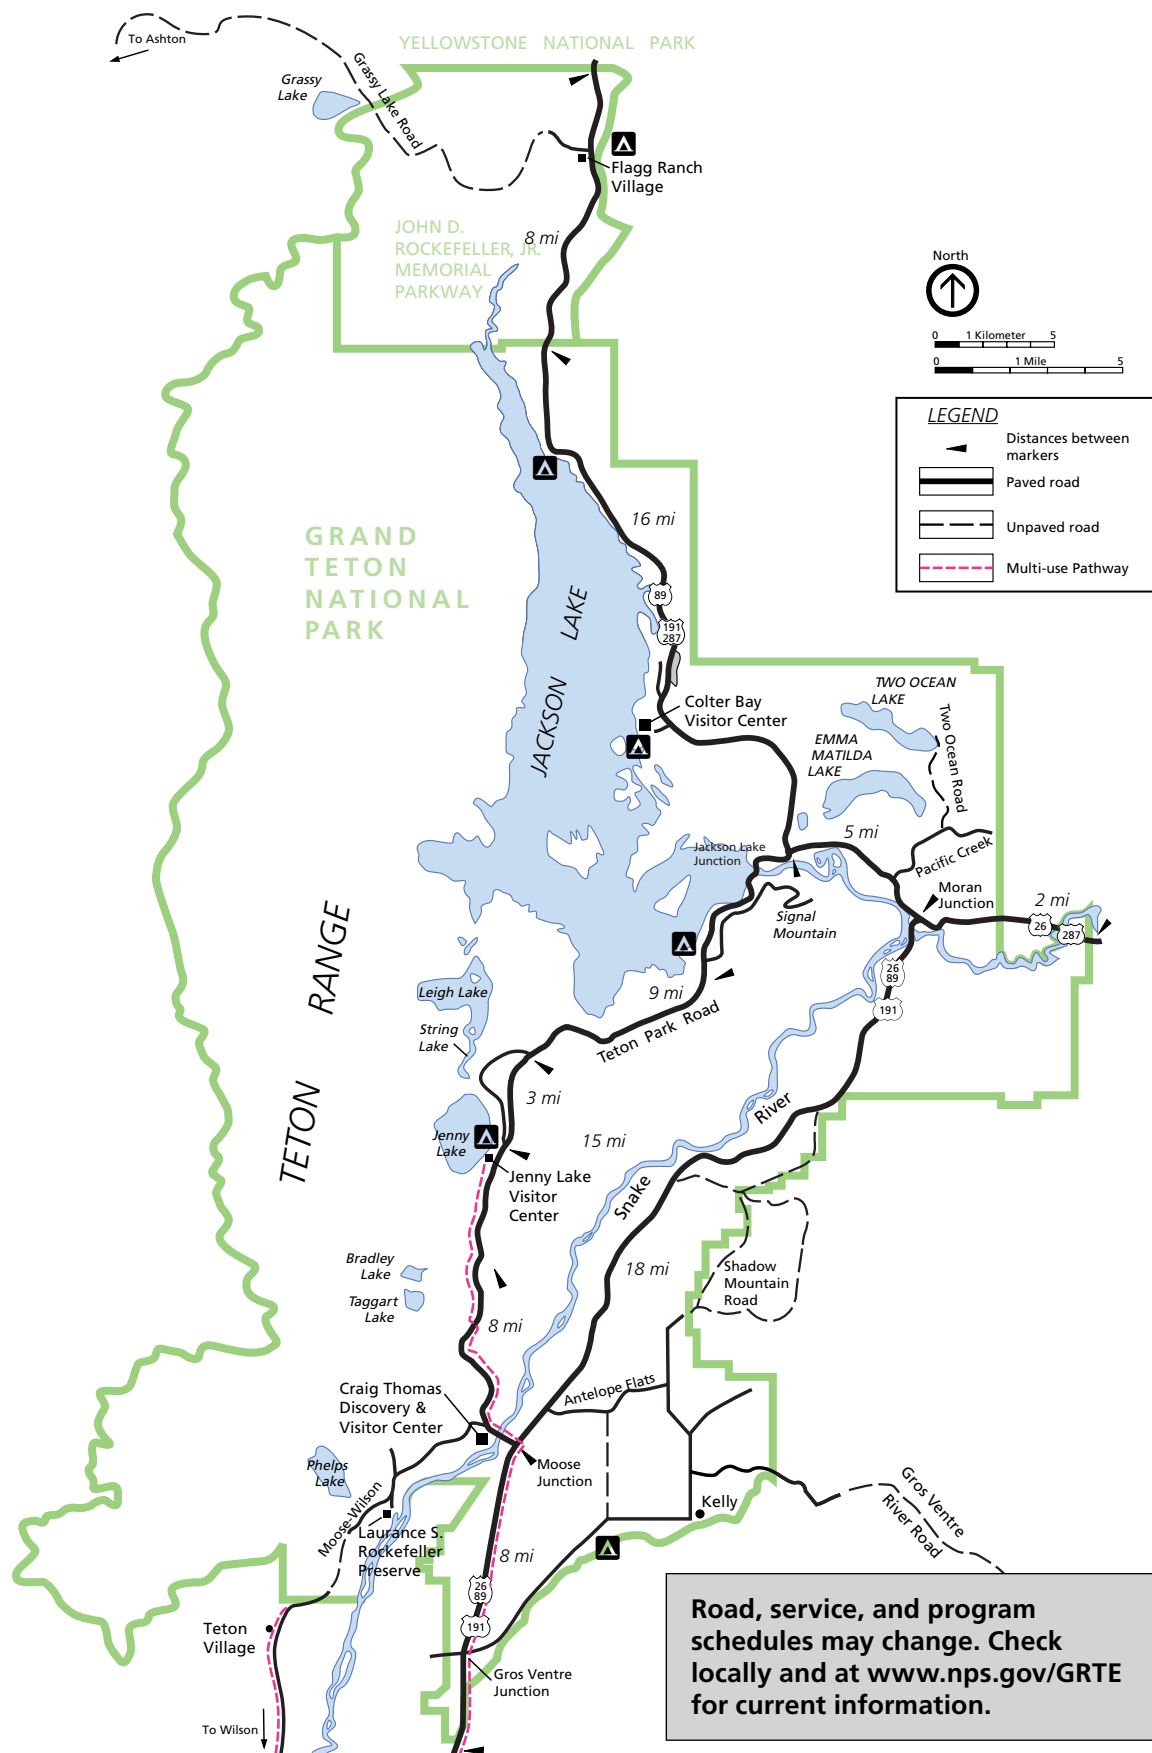 To Ashton
YELLOWSTONE NATIONAL PARK
Grassy
Lake
Grassy Lake Road
Flagg Ranch
Village
JOHN D.
ROCKEFELLER, JR.
MEMORIAL
PARKWAY
8 mi
North
0 1 Kilometer 5
0 1 Mile 5
LEGEND
Distances between
markers
Paved road
Unpaved road
Multi-use Pathway
GRAND
TETON
NATIONAL
PARK
16 mi
89
191
287
JACKSON LAKE
Colter Bay
Visitor Center
TWO OCEAN
LAKE
Two Ocean Road
EMMA
MATILDA
LAKE
5 mi
Jackson Lake
Junction
Pacific Creek
Moran
Junction
2 mi
26
287
Signal
Mountain
26
89
191
TETON RANGE
Leigh Lake
String
Lake
9 mi
Teton Park Road
3 mi
Jenny
Lake
15 mi
Snake River
Jenny Lake
Visitor
Center
Bradley
Lake
Taggart
Lake
18 mi
Shadow
Mountain
Road
8 mi
Craig Thomas
Discovery &
Visitor Center
Antelope Flats
Moose
Junction
Phelps
Lake
Moose-Wilson
Laurance S.
Rockefeller
Preserve
Kelly
Gros Ventre
River Road
8 mi
26
89
191
Teton
Village
Gros Ventre
Junction
To Wilson
Road, service, and program
schedules may change. Check
locally and at www.nps.gov/GRTE
for current information.